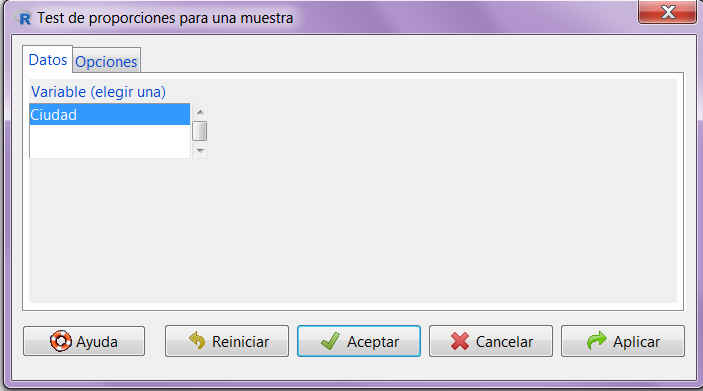 Test de proporciones para una muestra
Datos Opciones
Variable (elegir una)
Ciudad
Ayuda Reiniciar Aceptar Cancelar Aplicar